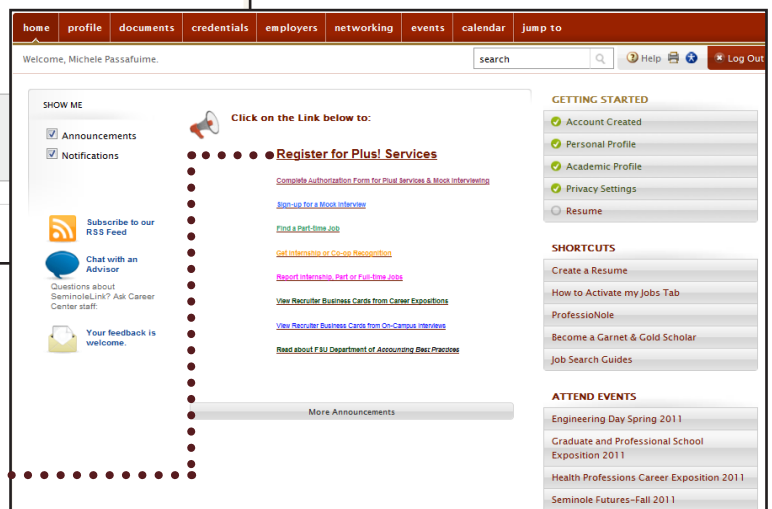 home profile documents credentials employers networking events calendar jump to
Welcome, Michele Passafuime.
search
Help
Log Out
SHOW ME
Announcements
Notifications
Subscribe to our
RSS Feed
Chat with an
Advisor
Questions about
SeminoleLink? Ask Career
Center staff:
Your feedback is
welcome.
Click on the Link below to:
Register for Plus! Services
Complete Authorization Form for Plus! Services & Mock Interviewing
Sign-up for a Mock Interview
Find a Part-time Job
Get Internship or Co-op Recognition
Report Internship, Part or Full-time Jobs
View Recruiter Business Cards from Career Expositions
View Recruiter Business Cards from On-Campus Interviews
Read about FSU Department of Accounting Best Practices
More Announcements
GETTING STARTED
Account Created
Personal Profile
Academic Profile
Privacy Settings
Resume
SHORTCUTS
Create a Resume
How to Activate my Jobs Tab
ProfessioNole
Become a Garnet & Gold Scholar
Job Search Guides
ATTEND EVENTS
Engineering Day Spring 2011
Graduate and Professional School
Exposition 2011
Health Professions Career Exposition 2011
Seminole Futures-Fall 2011